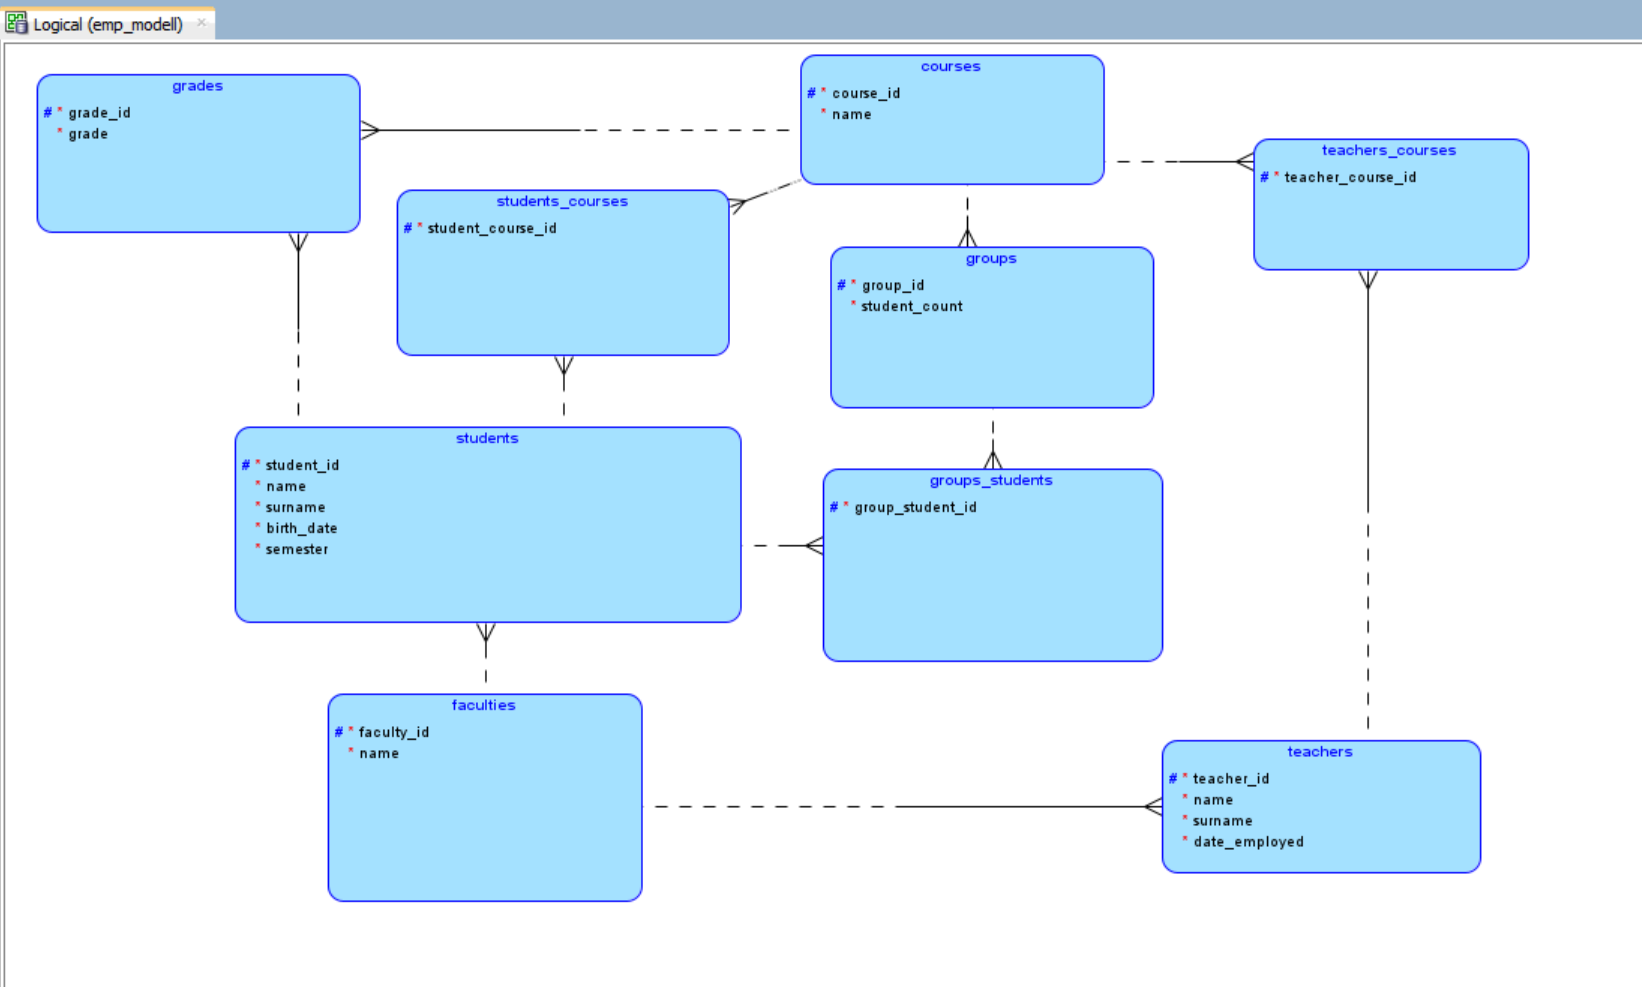 Logical (emp_modell)
grades
# * grade_id
* grade
courses
# * course_id
* name
teachers_courses
# * teacher_course_id
students_courses
# * student_course_id
groups
# * group_id
* student_count
students
# * student_id
* name
* surname
* birth_date
* semester
groups_students
# * group_student_id
faculties
# * faculty_id
* name
teachers
# * teacher_id
* name
* surname
* date_employed